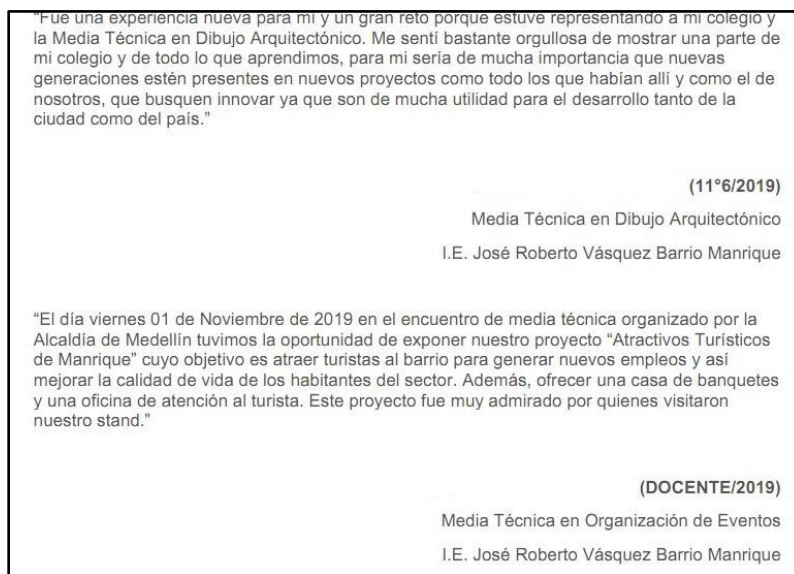 "Fue una experiencia nueva para mí y un gran reto porque estuve representando a mi colegio y
la Media Técnica en Dibujo Arquitectónico. Me sentí bastante orgullosa de mostrar una parte de
mi colegio y de todo lo que aprendimos, para mi sería de mucha importancia que nuevas
generaciones estén presentes en nuevos proyectos como todo los que habían allí y como el de
nosotros, que busquen innovar ya que son de mucha utilidad para el desarrollo tanto de la
ciudad como del país."
(11°6/2019)
Media Técnica en Dibujo Arquitectónico
I.E. José Roberto Vásquez Barrio Manrique
"El día viernes 01 de Noviembre de 2019 en el encuentro de media técnica organizado por la
Alcaldía de Medellín tuvimos la oportunidad de exponer nuestro proyecto "Atractivos Turísticos
de Manrique" cuyo objetivo es atraer turistas al barrio para generar nuevos empleos y así
mejorar la calidad de vida de los habitantes del sector. Además, ofrecer una casa de banquetes
y una oficina de atención al turista. Este proyecto fue muy admirado por quienes visitaron
nuestro stand."
(DOCENTE/2019)
Media Técnica en Organización de Eventos
I.E. José Roberto Vásquez Barrio Manrique